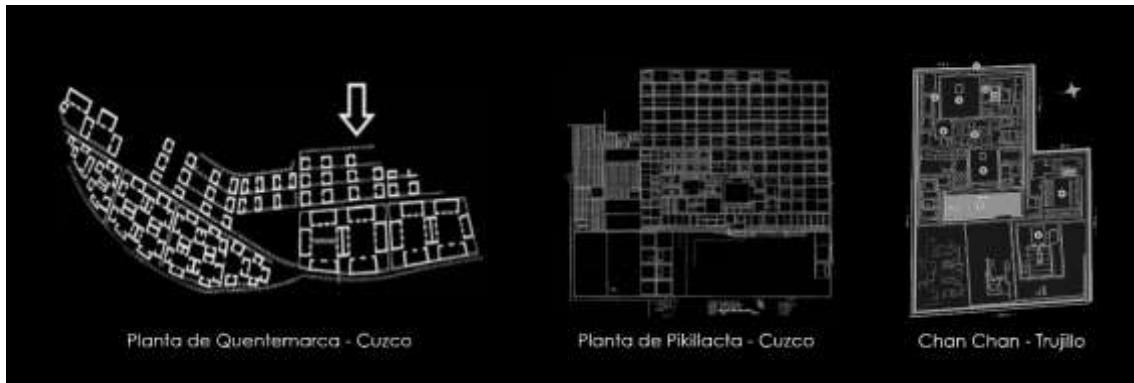 Planta de Quentemarca - Cuzco
Planta de Pikillacta - Cuzco
Chan Chan - Trujillo